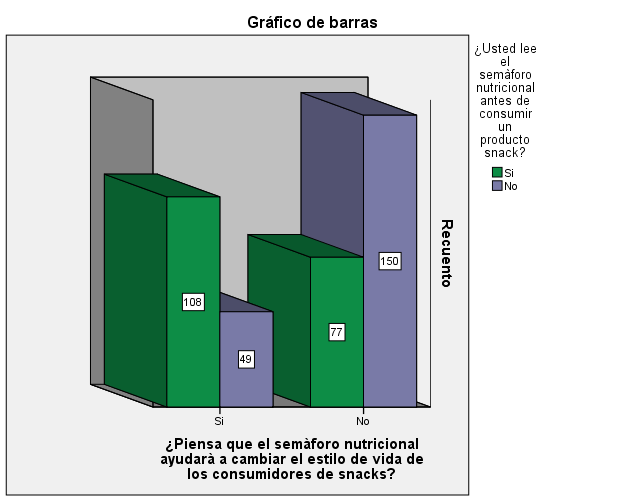 Gráfico de barras
¿Usted lee
el
semàforo
nutricional
antes de
consumir
un
producto
snack?
Si
No
Recuento
108
49
77
150
Si
No
¿Piensa que el semàforo nutricional
ayudarà a cambiar el estilo de vida de
los consumidores de snacks?